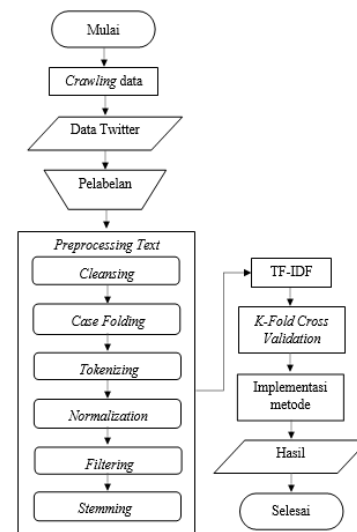 Mulai
Crawling data
Data Twitter
Pelabelan
Preprocessing Text
Cleansing
Case Folding
Tokenizing
Normalization
Filtering
Stemming
TF-IDF
K-Fold Cross
Validation
Implementasi
metode
Hasil
Selesai